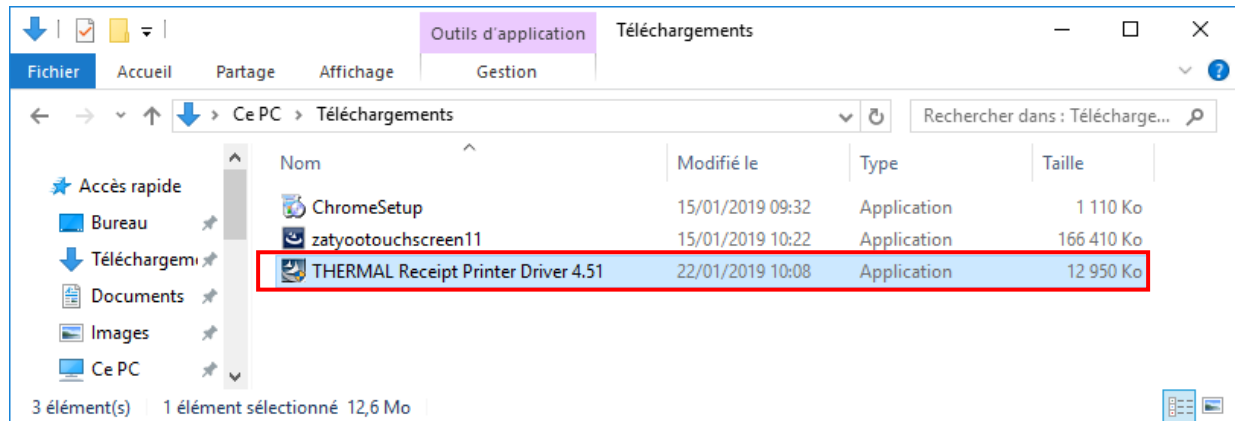 Outils d'application Téléchargements
Fichier Accueil Partage Affichage Gestion
Ce PC Téléchargements Rechercher dans : Télécharge...
Nom Modifié le Type Taille
Accès rapide
Bureau
Téléchargem
Documents
Images
Ce PC
ChromeSetup 15/01/2019 09:32 Application 1 110 Ko
zatyootouchscreen11 15/01/2019 10:22 Application 166 410 Ko
THERMAL Receipt Printer Driver 4.51 22/01/2019 10:08 Application 12 950 Ko
3 élément(s) 1 élément sélectionné 12,6 Mo